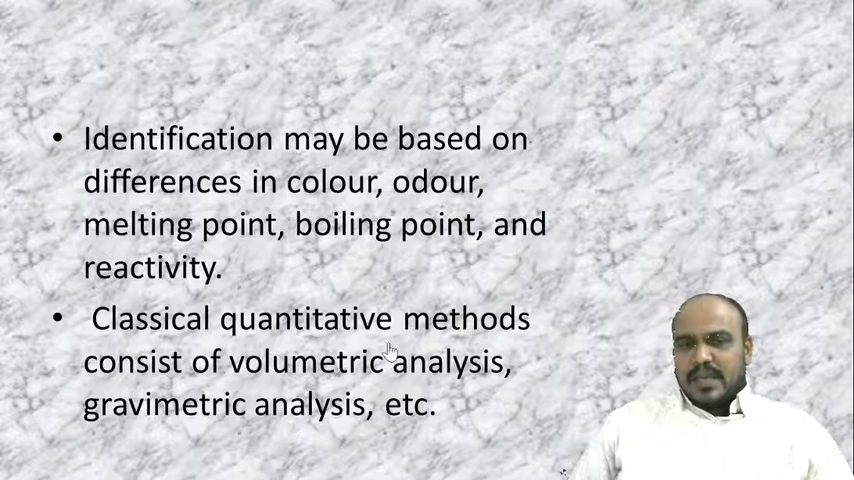 • Identification may be based on
differences in colour, odour,
melting point, boiling point, and
reactivity.
• Classical quantitative methods
consist of volumetric analysis,
gravimetric analysis, etc.